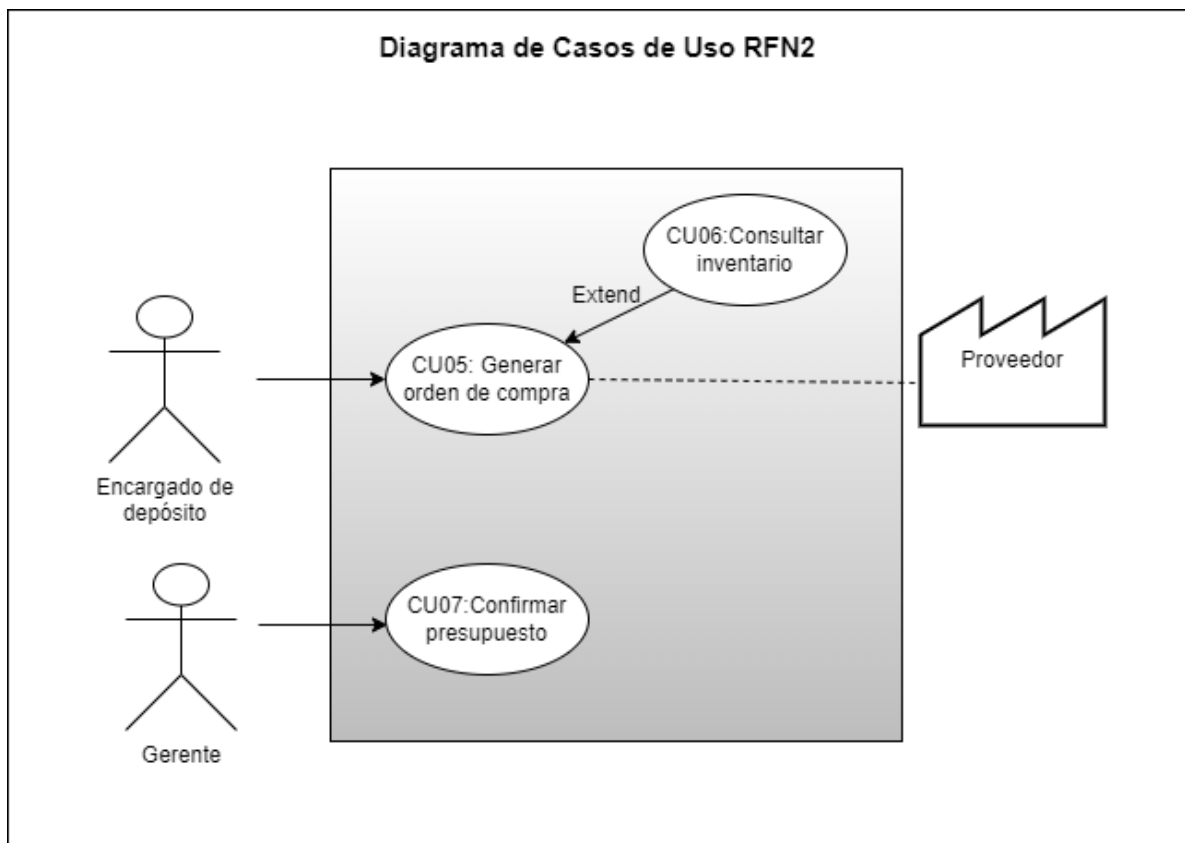 Diagrama de Casos de Uso RFN2
CU06:Consultar
inventario
Extend
CU05: Generar
orden de compra
Proveedor
Encargado de
depósito
CU07:Confirmar
presupuesto
Gerente